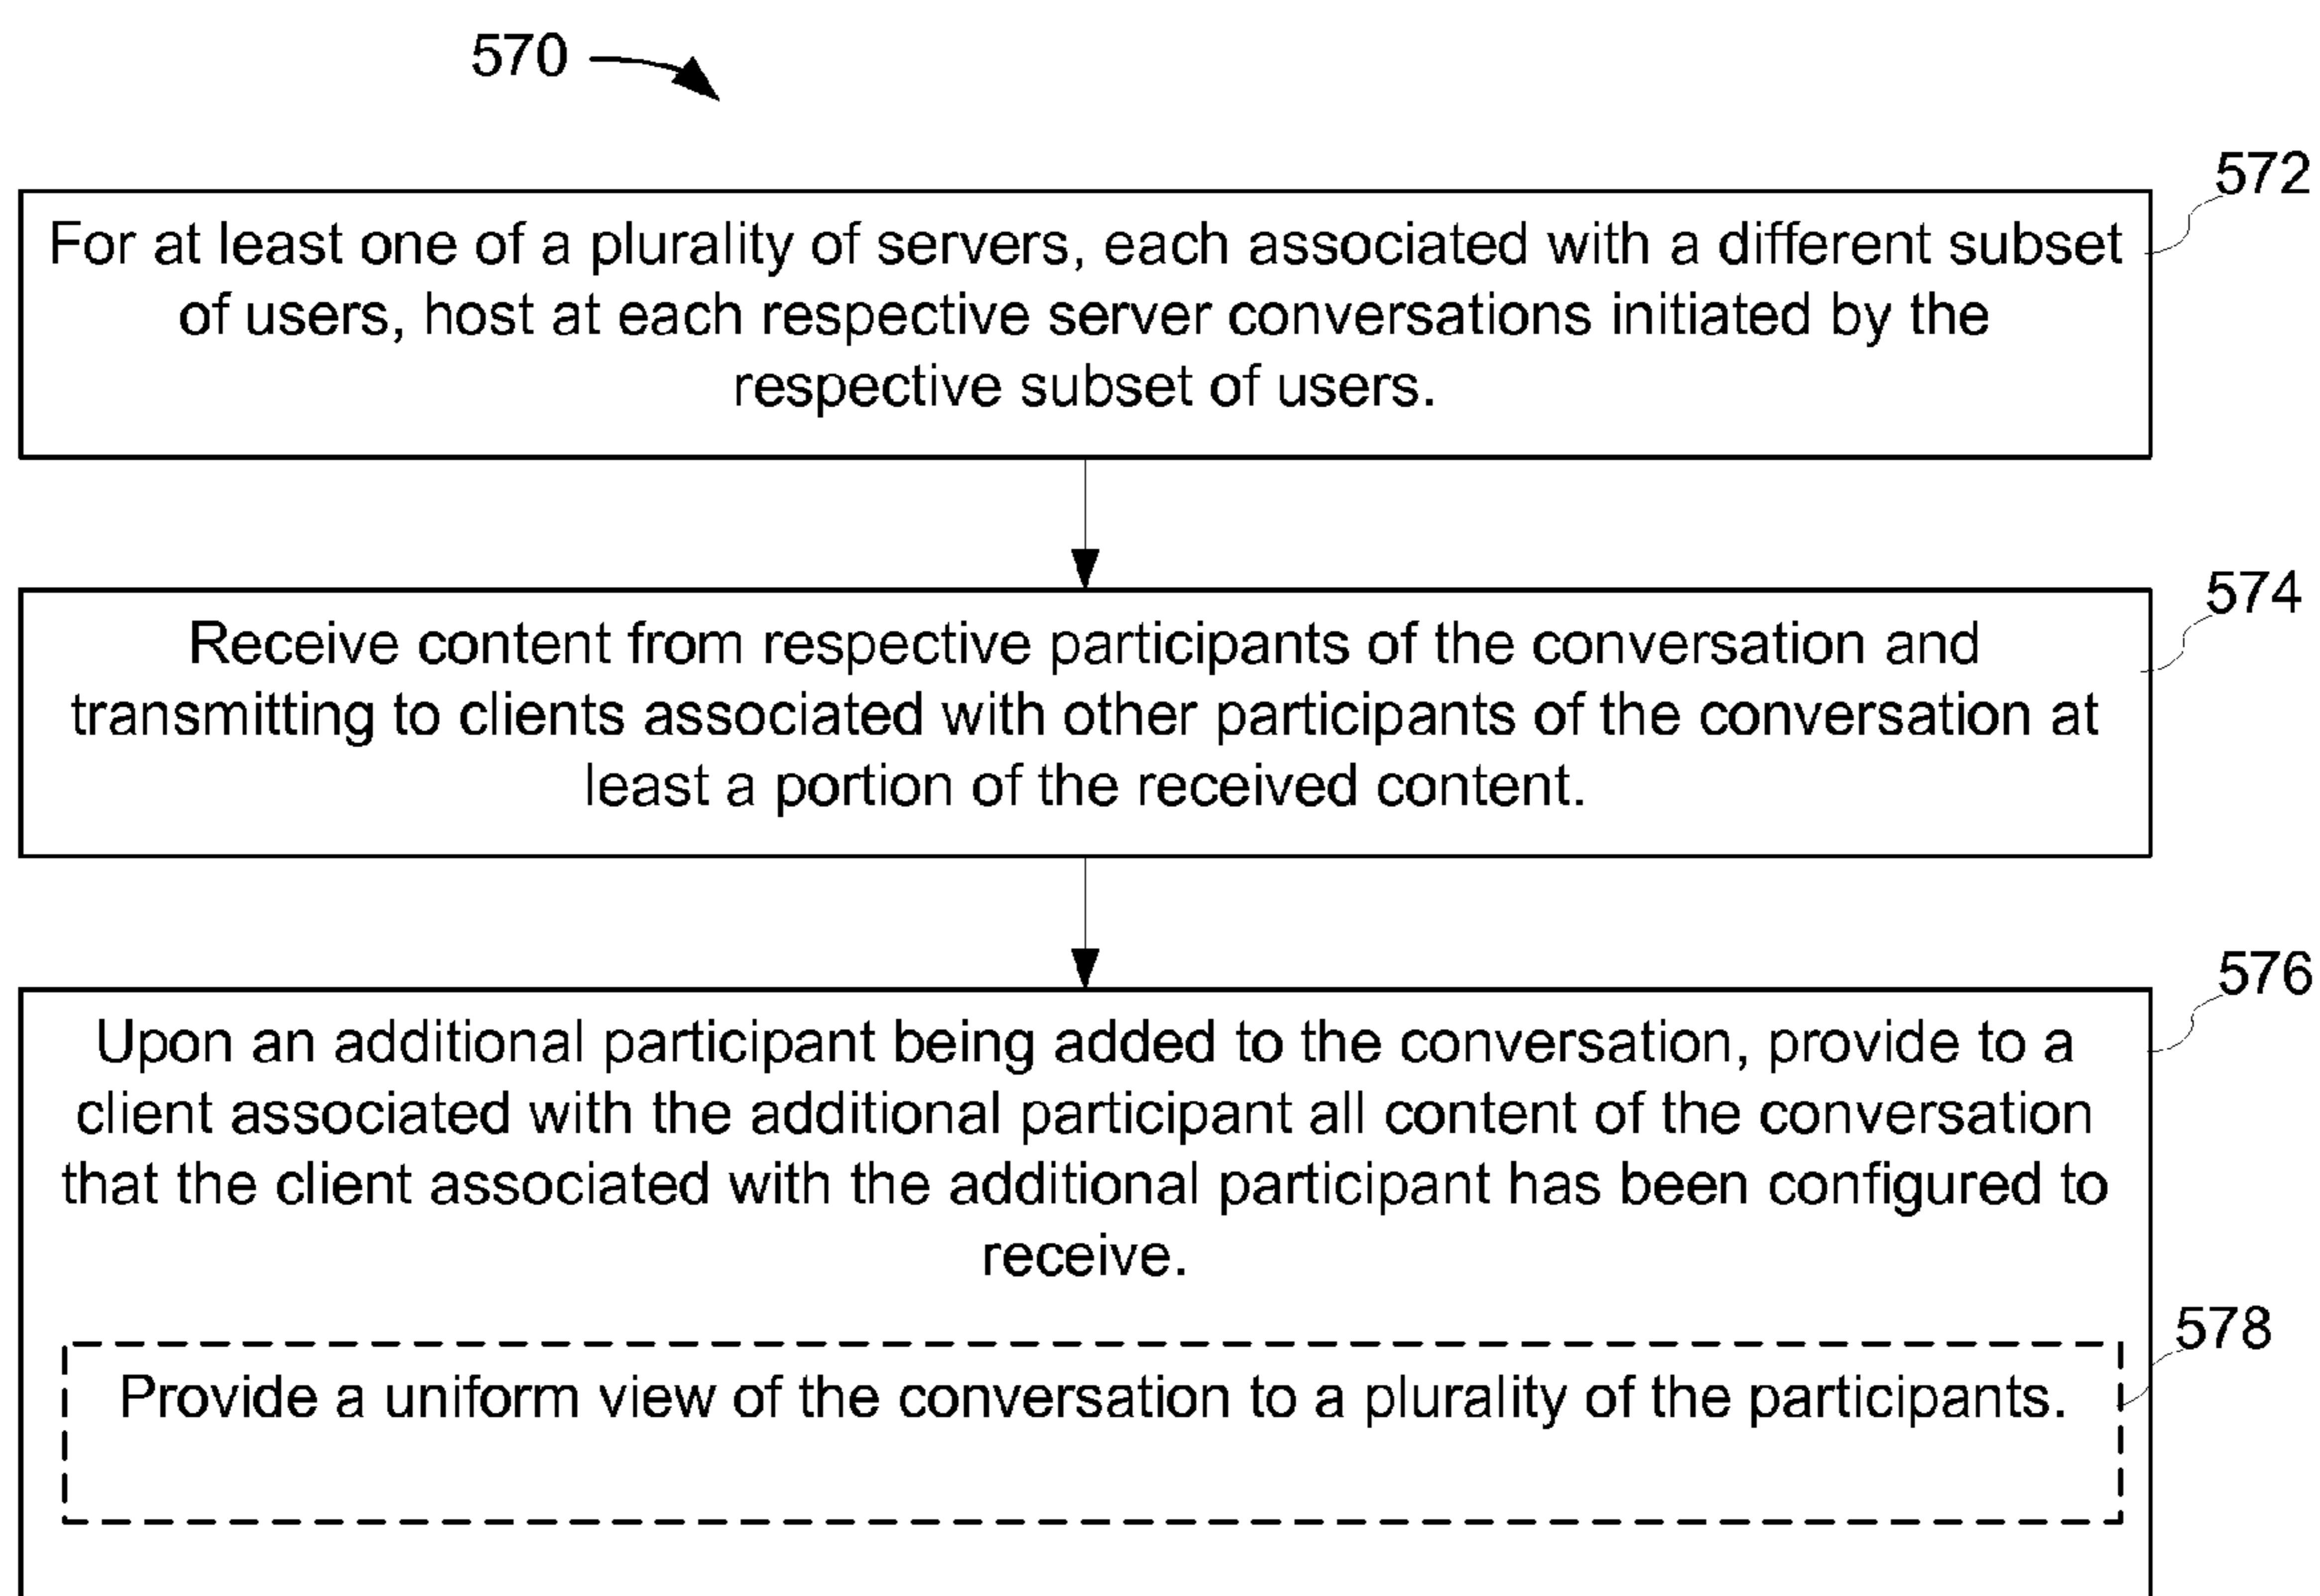 570
572
For at least one of a plurality of servers, each associated with a different subset
of users, host at each respective server conversations initiated by the
respective subset of users.
574
Receive content from respective participants of the conversation and
transmitting to clients associated with other participants of the conversation at
least a portion of the received content.
576
Upon an additional participant being added to the conversation, provide to a
client associated with the additional participant all content of the conversation
that the client associated with the additional participant has been configured to
receive.
578
Provide a uniform view of the conversation to a plurality of the participants.